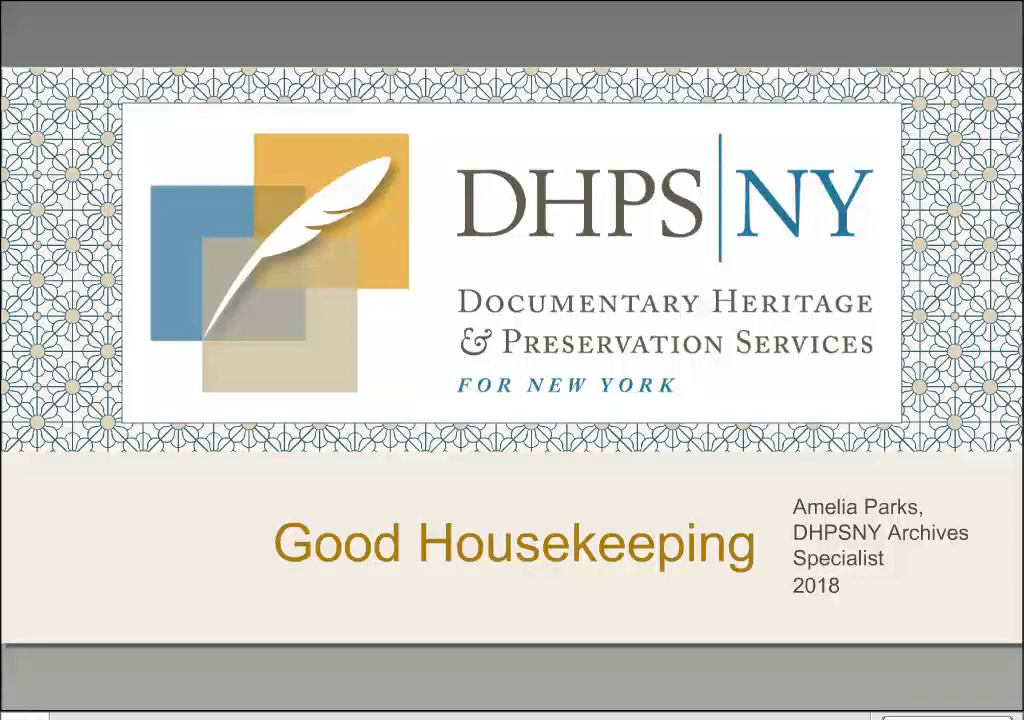 DHPS|NY
DOCUMENTARY HERITAGE
& PRESERVATION SERVICES
FOR NEW YORK
Good Housekeeping
Amelia Parks,
DHPSNY Archives
Specialist
2018